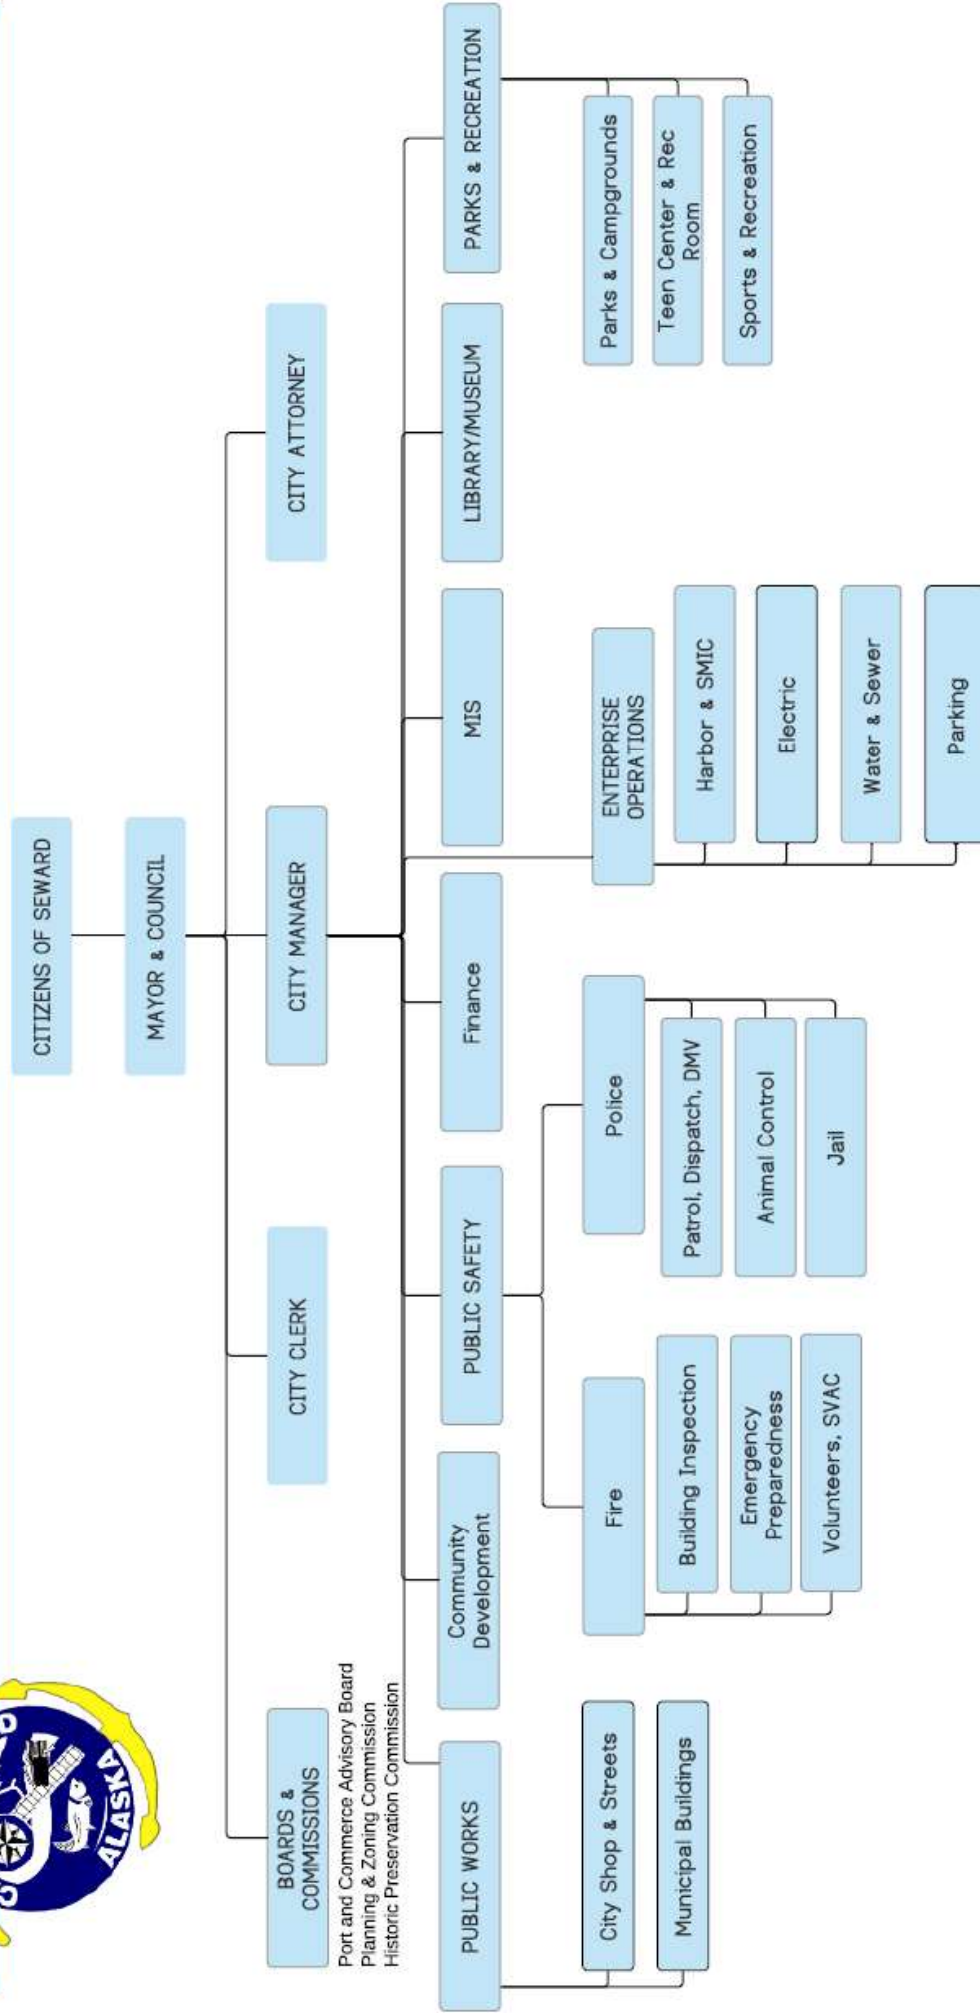 ALASKA
CITIZENS OF SEWARD
MAYOR & COUNCIL
BOARDS &
COMMISSIONS
Port and Commerce Advisory Board
Planning & Zoning Commission
Historic Preservation Commission
CITY CLERK
CITY MANAGER
CITY ATTORNEY
PUBLIC WORKS
Community
Development
PUBLIC SAFETY
Finance
MIS
LIBRARY/MUSEUM
PARKS & RECREATION
City Shop & Streets
Municipal Buildings
Fire
Building Inspection
Emergency
Preparedness
Volunteers, SVAC
Police
Patrol, Dispatch, DMV
Animal Control
Jail
ENTERPRISE
OPERATIONS
Harbor & SMIC
Electric
Water & Sewer
Parking
Parks & Campgrounds
Teen Center & Rec
Room
Sports & Recreation